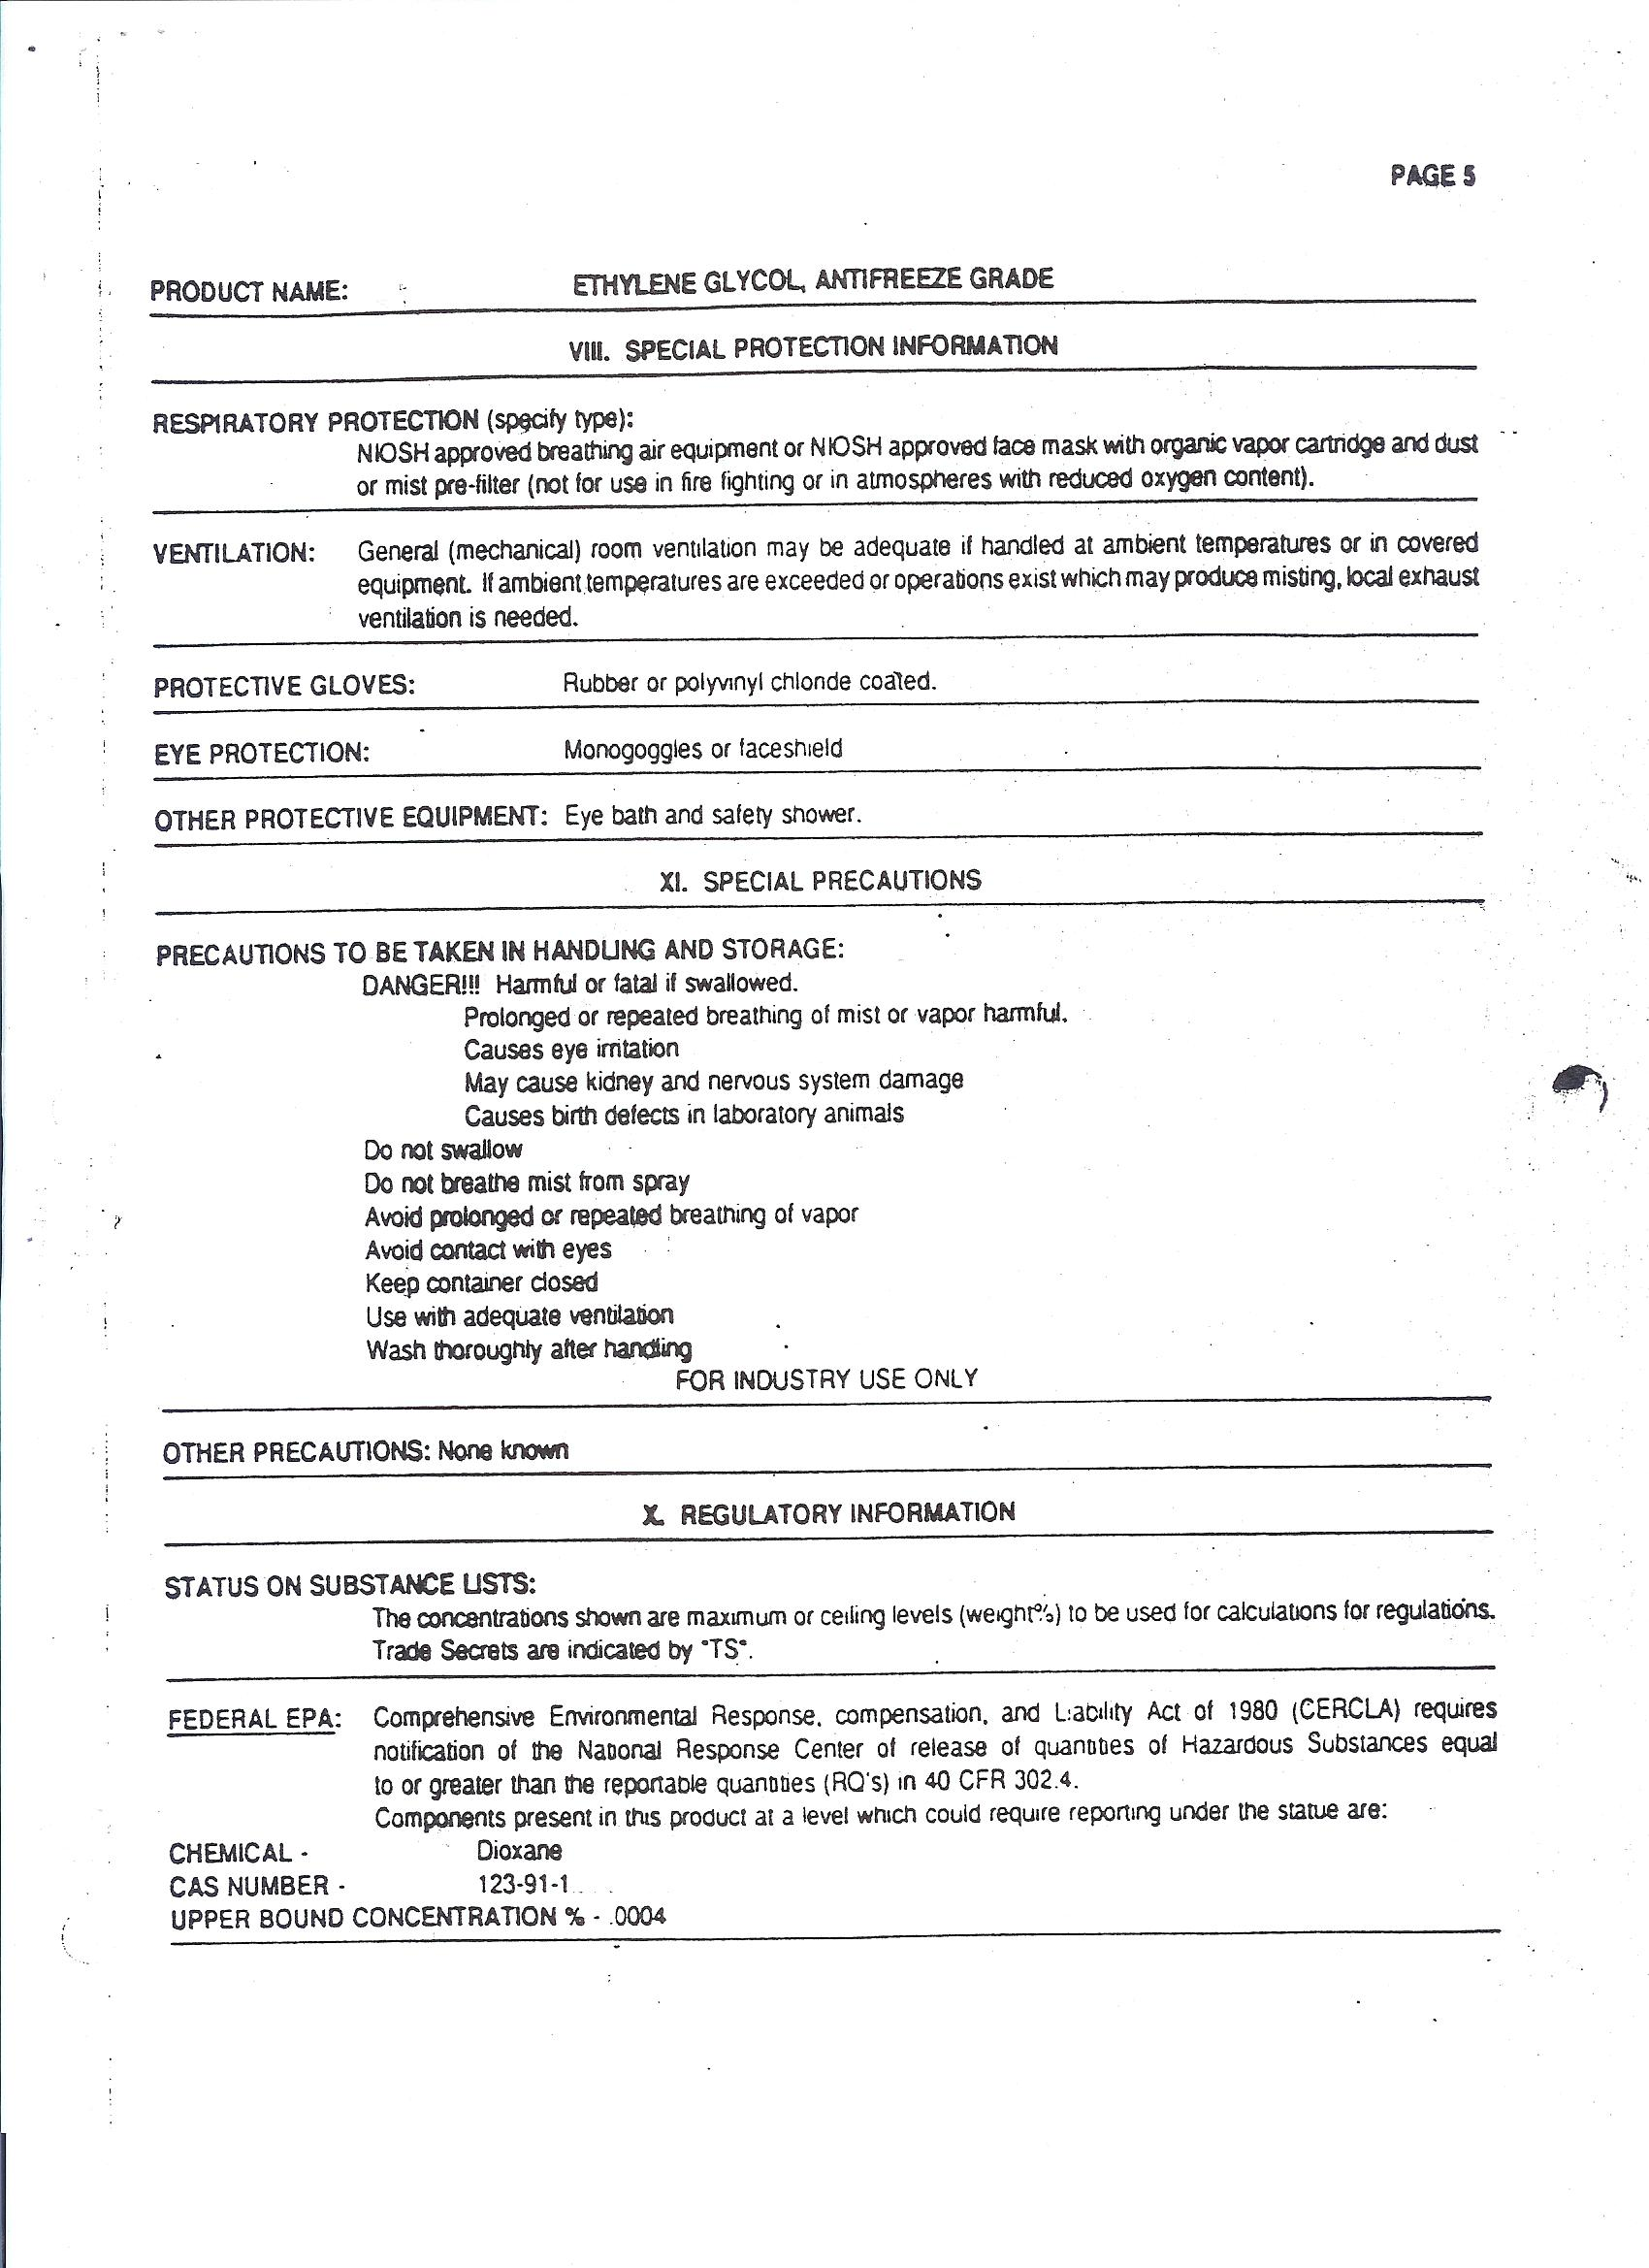 PAGE 5
PRODUCT NAME: ETHYLENE GLYCOL, ANTIFREEZE GRADE
VIII. SPECIAL PROTECTION INFORMATION
RESPIRATORY PROTECTION (specify type):
NIOSH approved breathing air equipment or NIOSH approved face mask with organic vapor cartridge and dust
or mist pre-filter (not for use in fire fighting or in atmospheres with reduced oxygen content).
VENTILATION: General (mechanical) room ventilation may be adequate if handled at ambient temperatures or in covered
equipment. If ambient temperatures are exceeded or operations exist which may produce misting, local exhaust
ventilation is needed.
PROTECTIVE GLOVES: Rubber or polyvinyl chloride coated.
EYE PROTECTION: Monogoggles or faceshield
OTHER PROTECTIVE EQUIPMENT: Eye bath and safety shower.
XI. SPECIAL PRECAUTIONS
PRECAUTIONS TO BE TAKEN IN HANDLING AND STORAGE:
DANGER!!! Harmful or fatal if swallowed.
Prolonged or repeated breathing of mist or vapor harmful.
Causes eye irritation
May cause kidney and nervous system damage
Causes birth defects in laboratory animals
Do not swallow
Do not breathe mist from spray
Avoid prolonged or repeated breathing of vapor
Avoid contact with eyes
Keep container closed
Use with adequate ventilation
Wash thoroughly after handling
FOR INDUSTRY USE ONLY
OTHER PRECAUTIONS: None known
X. REGULATORY INFORMATION
STATUS ON SUBSTANCE LISTS:
The concentrations shown are maximum or ceiling levels (weight%) to be used for calculations for regulations.
Trade Secrets are indicated by "TS".
FEDERAL EPA: Comprehensive Environmental Response, compensation, and Liability Act of 1980 (CERCLA) requires
notification of the National Response Center of release of quantities of Hazardous Substances equal
to or greater than the reportable quantities (RQ's) in 40 CFR 302.4.
Components present in this product at a level which could require reporting under the statue are:
CHEMICAL - Dioxane
CAS NUMBER - 123-91-1
UPPER BOUND CONCENTRATION % - .0004